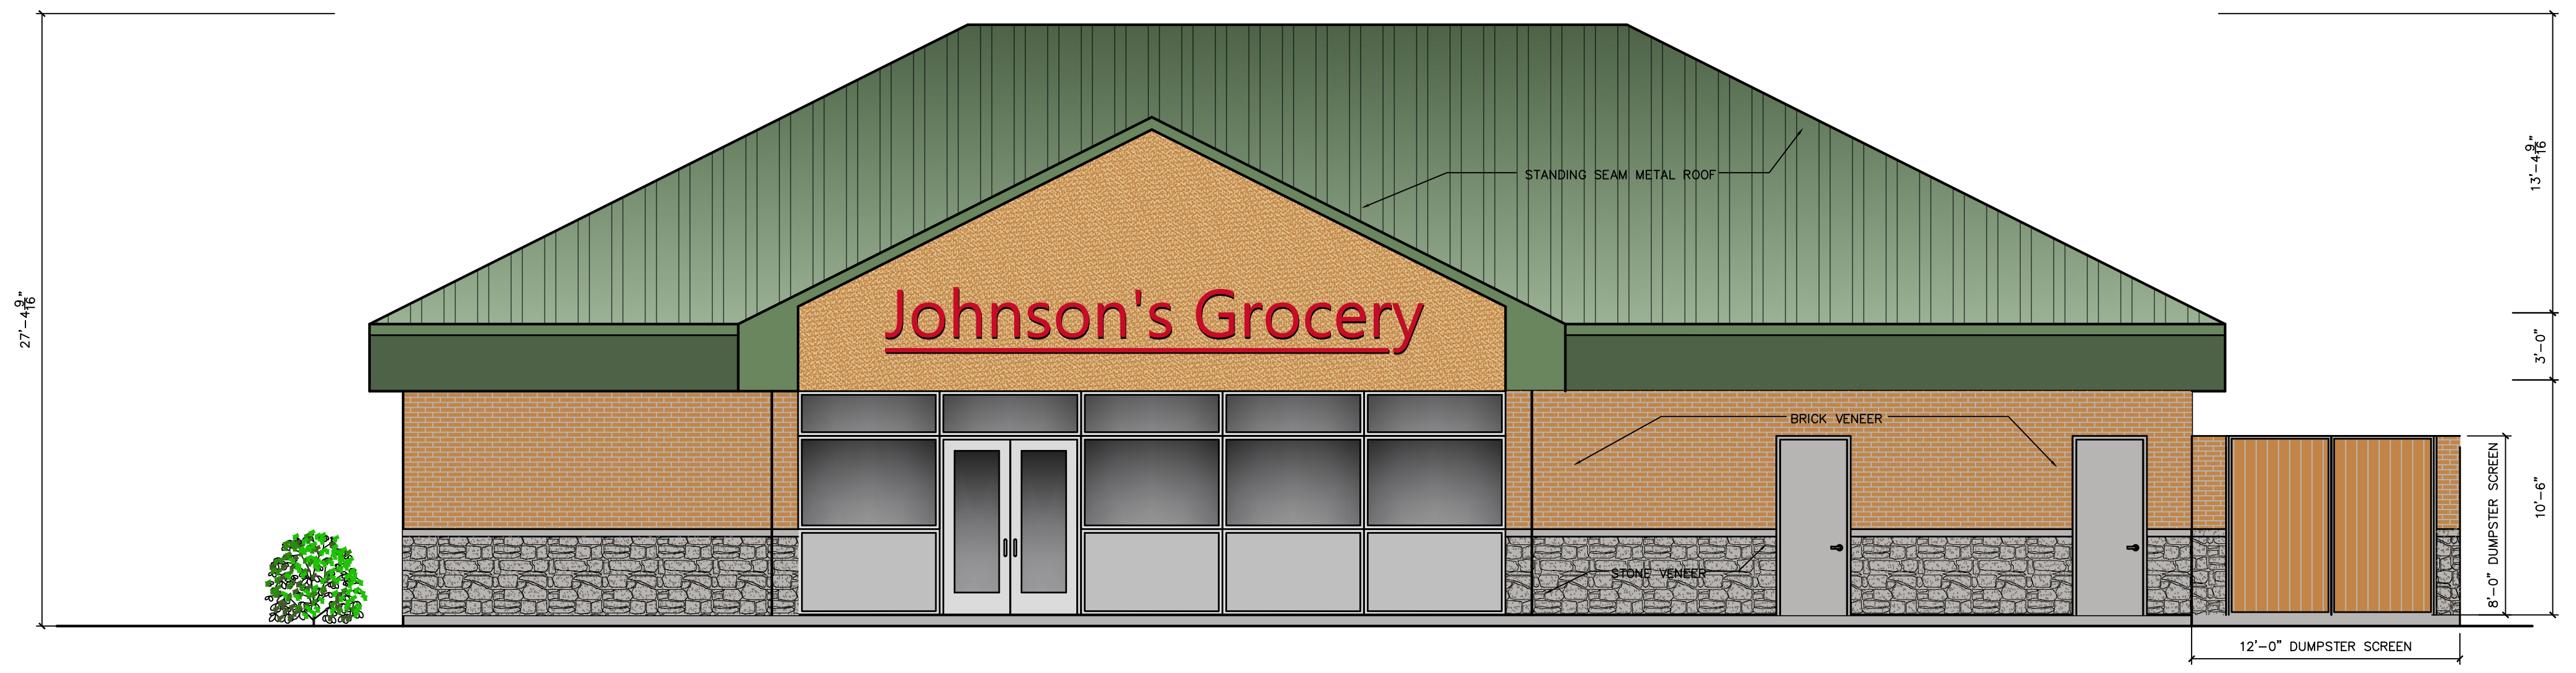 STANDING SEAM METAL ROOF
13'-4 9/16"
27'-4 9/16"
Johnson's Grocery
3'-0"
BRICK VENEER
8'-0" DUMPSTER SCREEN
10'-6"
STONE VENEER
12'-0" DUMPSTER SCREEN